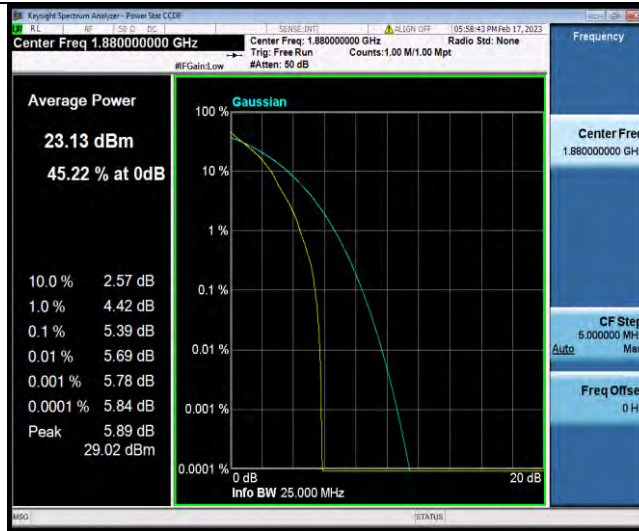 Keysight Spectrum Analyzer - Power Stat CCDF
RL RF 50 Ω DC SENSE:INT ALIGN OFF 05:58:43 PM Feb 17, 2023
Center Freq 1.880000000 GHz
Center Freq: 1.880000000 GHz Radio Std: None
Trig: Free Run Counts:1.00 M/1.00 Mpt
#IFGain:Low #Atten: 50 dB
Frequency
Average Power
23.13 dBm
45.22 % at 0dB
10.0 % 2.57 dB
1.0 % 4.42 dB
0.1 % 5.39 dB
0.01 % 5.69 dB
0.001 % 5.78 dB
0.0001 % 5.84 dB
Peak 5.89 dB
29.02 dBm
Gaussian
100 %
10 %
1 %
0.1 %
0.01 %
0.001 %
0.0001 %
0 dB 20 dB
Info BW 25.000 MHz
Center Fre
1.880000000 GH
CF Step
5.000000 MH
Auto Ma
Freq Offse
0 H
MSG STATUS